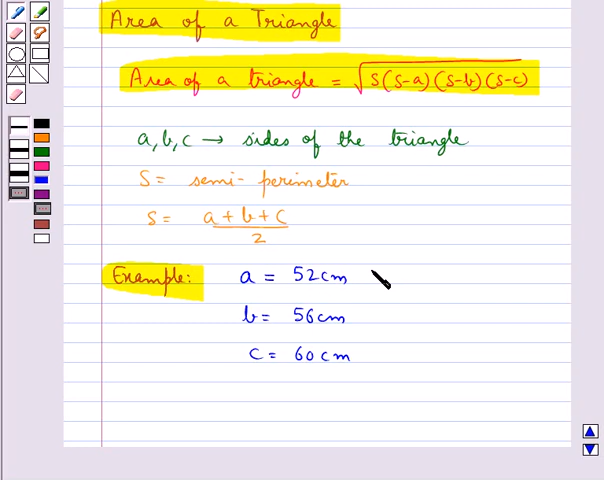 Area of a Triangle
Area of a triangle = √S(S-a)(S-b)(S-c)
a,b,c → sides of the triangle
S = semi-perimeter
S = a+b+c/2
Example: a = 52cm
b = 56cm
c = 60cm